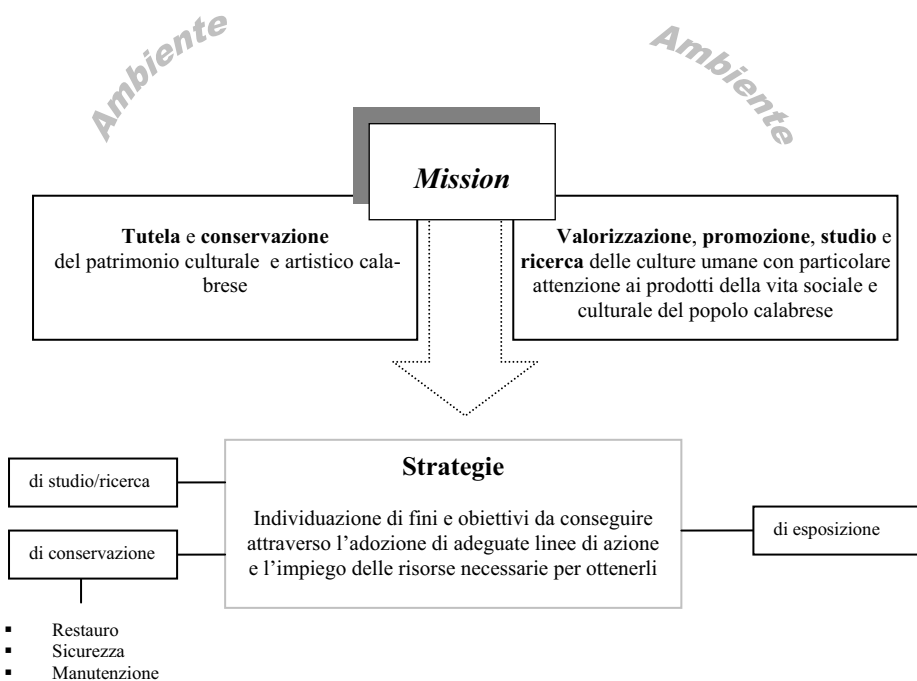 Ambiente
Ambiente
Mission
Tutela e conservazione
del patrimonio culturale e artistico cala-
brese
Valorizzazione, promozione, studio e
ricerca delle culture umane con particolare
attenzione ai prodotti della vita sociale e
culturale del popolo calabrese
Strategie
Individuazione di fini e obiettivi da conseguire
attraverso l'adozione di adeguate linee di azione
e l'impiego delle risorse necessarie per ottenerli
di studio/ricerca
di conservazione
di esposizione
▪ Restauro
▪ Sicurezza
▪ Manutenzione